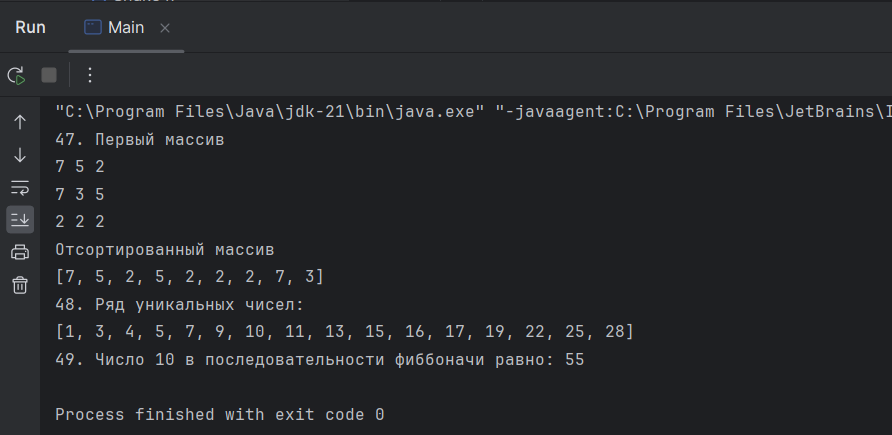 Run Main
"C:\Program Files\Java\jdk-21\bin\java.exe" "-javaagent:C:\Program Files\JetBrains\I
47. Первый массив
7 5 2
7 3 5
2 2 2
Отсортированный массив
[7, 5, 2, 5, 2, 2, 2, 7, 3]
48. Ряд уникальных чисел:
[1, 3, 4, 5, 7, 9, 10, 11, 13, 15, 16, 17, 19, 22, 25, 28]
49. Число 10 в последовательности фиббоначи равно: 55
Process finished with exit code 0